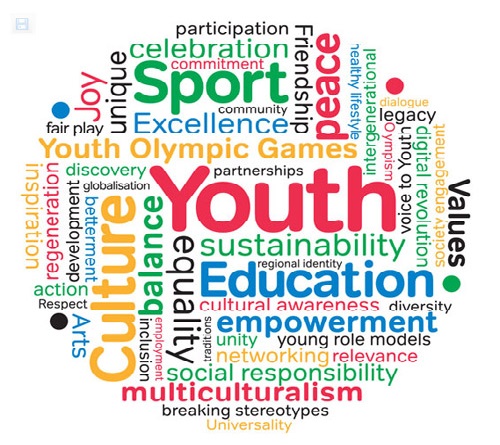 participation
celebration
commitment
Sport
Joy
unique
Friendship
peace
healthy lifestyle
intergenerational
dialogue
legacy
community
fair play
Excellence
Olympism
Youth Olympic Games
discovery
partnerships
globalisation
Youth
voice to Youth
digital revolution
society engagement
Values
inspiration
regeneration
development
betterment
Culture
balance
equality
sustainability
regional identity
Education
action
Respect
cultural awareness
diversity
Arts
inclusion
employment
traditions
empowerment
unity
young role models
networking
relevance
social responsibility
multiculturalism
breaking stereotypes
Universality